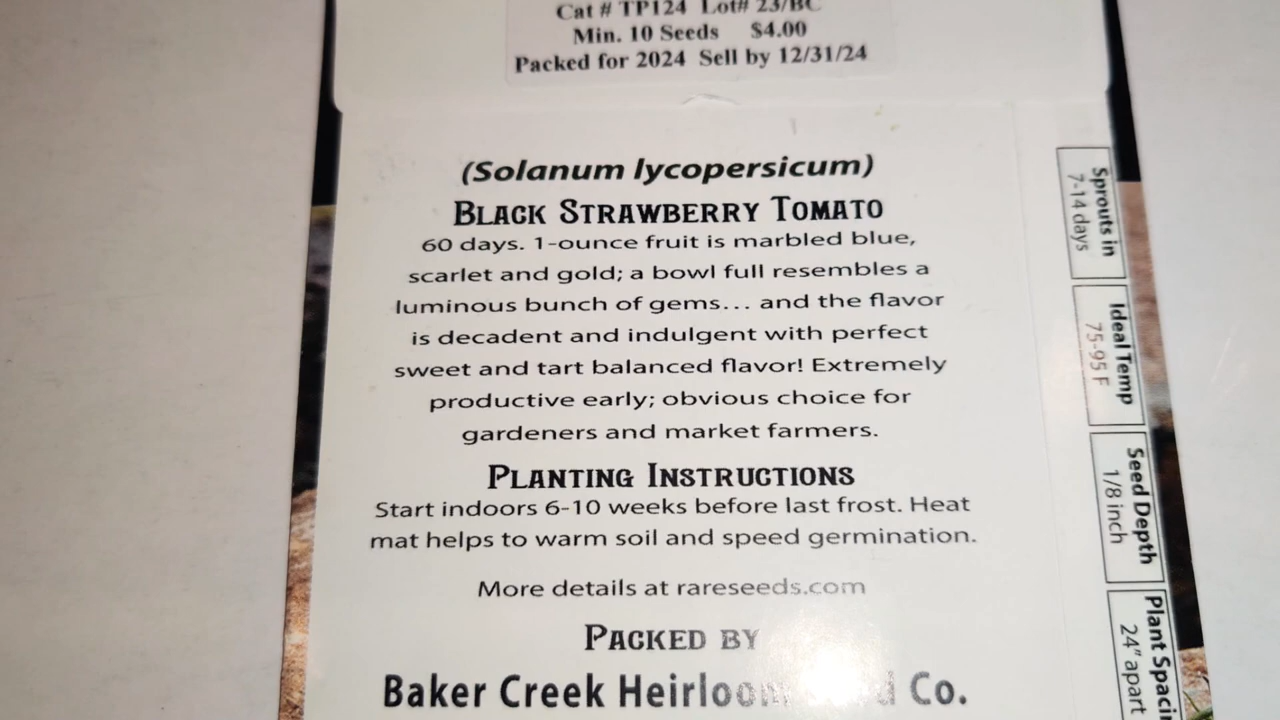 Cat # TP124 Lot# 23/BC
Min. 10 Seeds $4.00
Packed for 2024 Sell by 12/31/24
(Solanum lycopersicum)
BLACK STRAWBERRY TOMATO
60 days. 1-ounce fruit is marbled blue,
scarlet and gold; a bowl full resembles a
luminous bunch of gems... and the flavor
is decadent and indulgent with perfect
sweet and tart balanced flavor! Extremely
productive early; obvious choice for
gardeners and market farmers.
PLANTING INSTRUCTIONS
Start indoors 6-10 weeks before last frost. Heat
mat helps to warm soil and speed germination.
More details at rareseeds.com
PACKED BY
Baker Creek Heirloom Co.
Sprouts in
7-14 days
Ideal Temp
75-95 F
Seed Depth
1/8 inch
Plant Spacin
24" apart